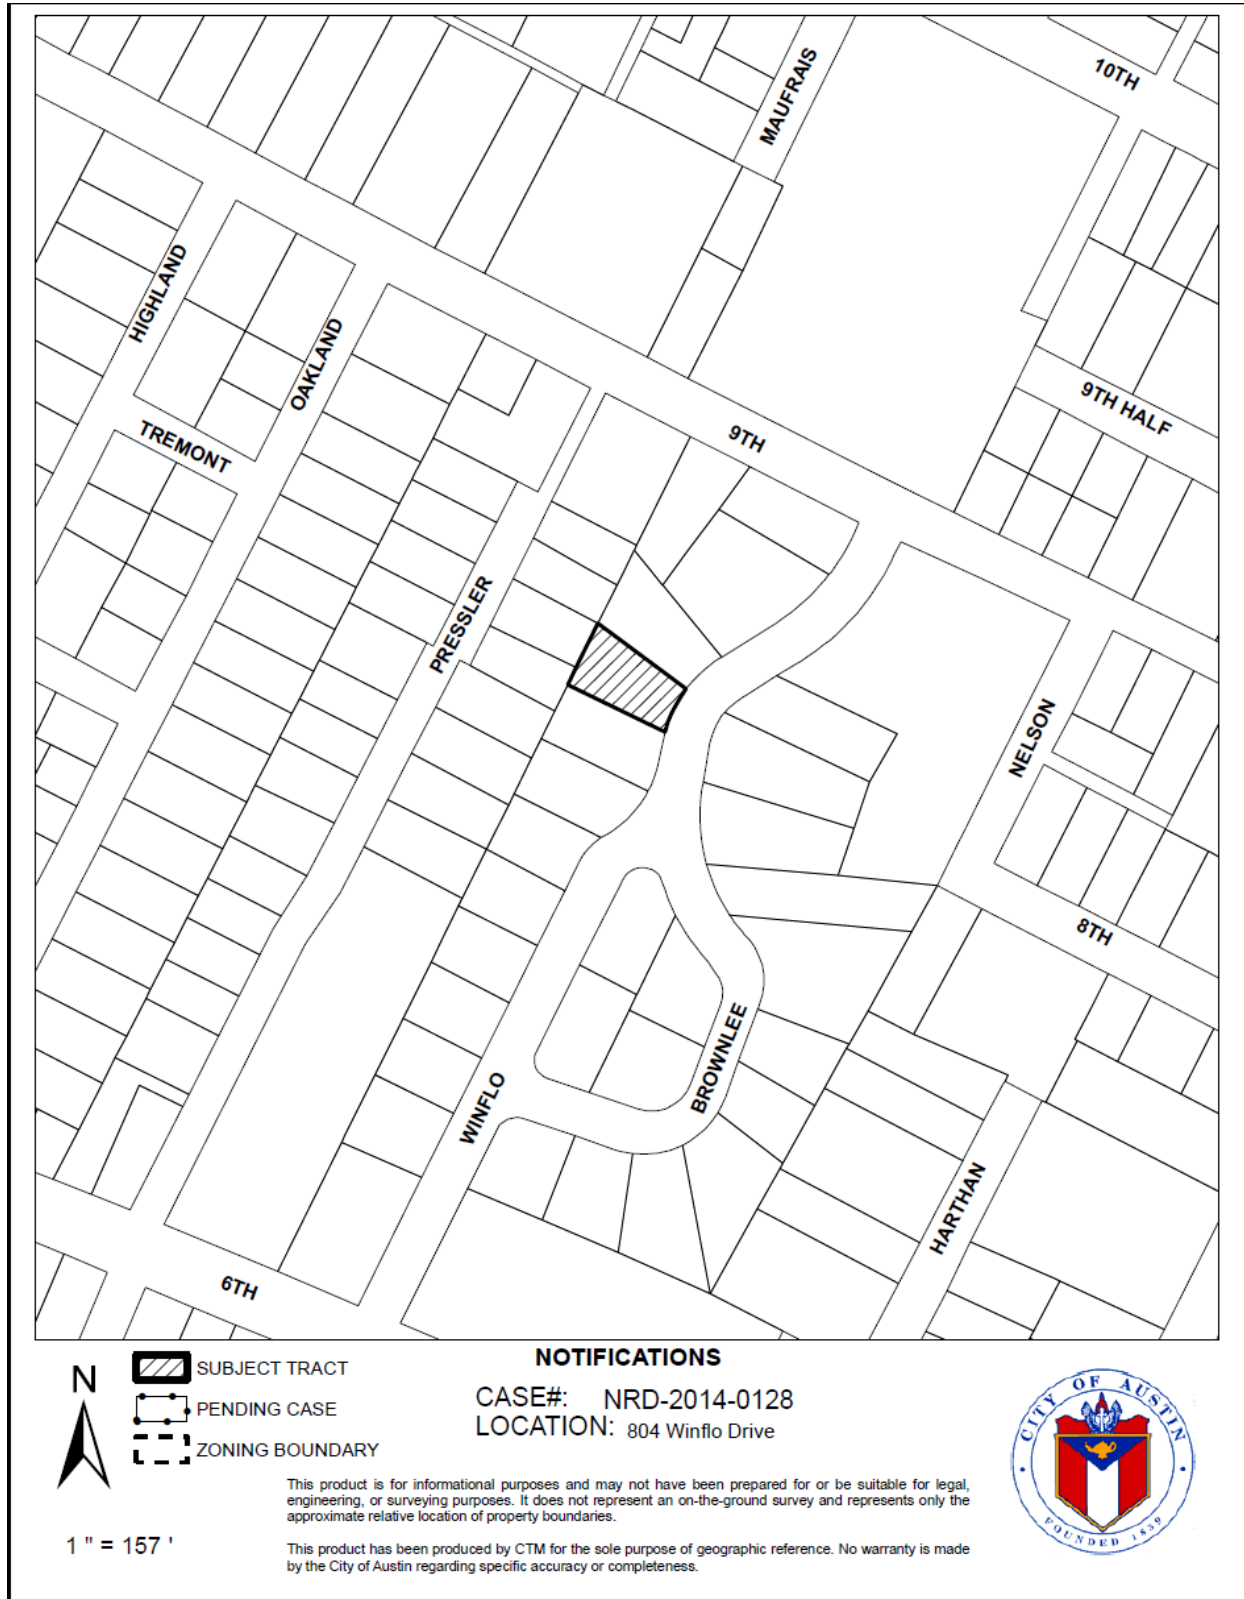 10TH
MAUFRAIS
HIGHLAND
OAKLAND
9TH HALF
TREMONT
9TH
PRESSLER
NELSON
8TH
BROWNLEE
WINFLO
HARTHAN
6TH
N
SUBJECT TRACT
PENDING CASE
ZONING BOUNDARY
1 " = 157 '
NOTIFICATIONS
CASE#: NRD-2014-0128
LOCATION: 804 Winflo Drive
This product is for informational purposes and may not have been prepared for or be suitable for legal,
engineering, or surveying purposes. It does not represent an on-the-ground survey and represents only the
approximate relative location of property boundaries.
This product has been produced by CTM for the sole purpose of geographic reference. No warranty is made
by the City of Austin regarding specific accuracy or completeness.
CITY OF AUSTIN
FOUNDED 1839